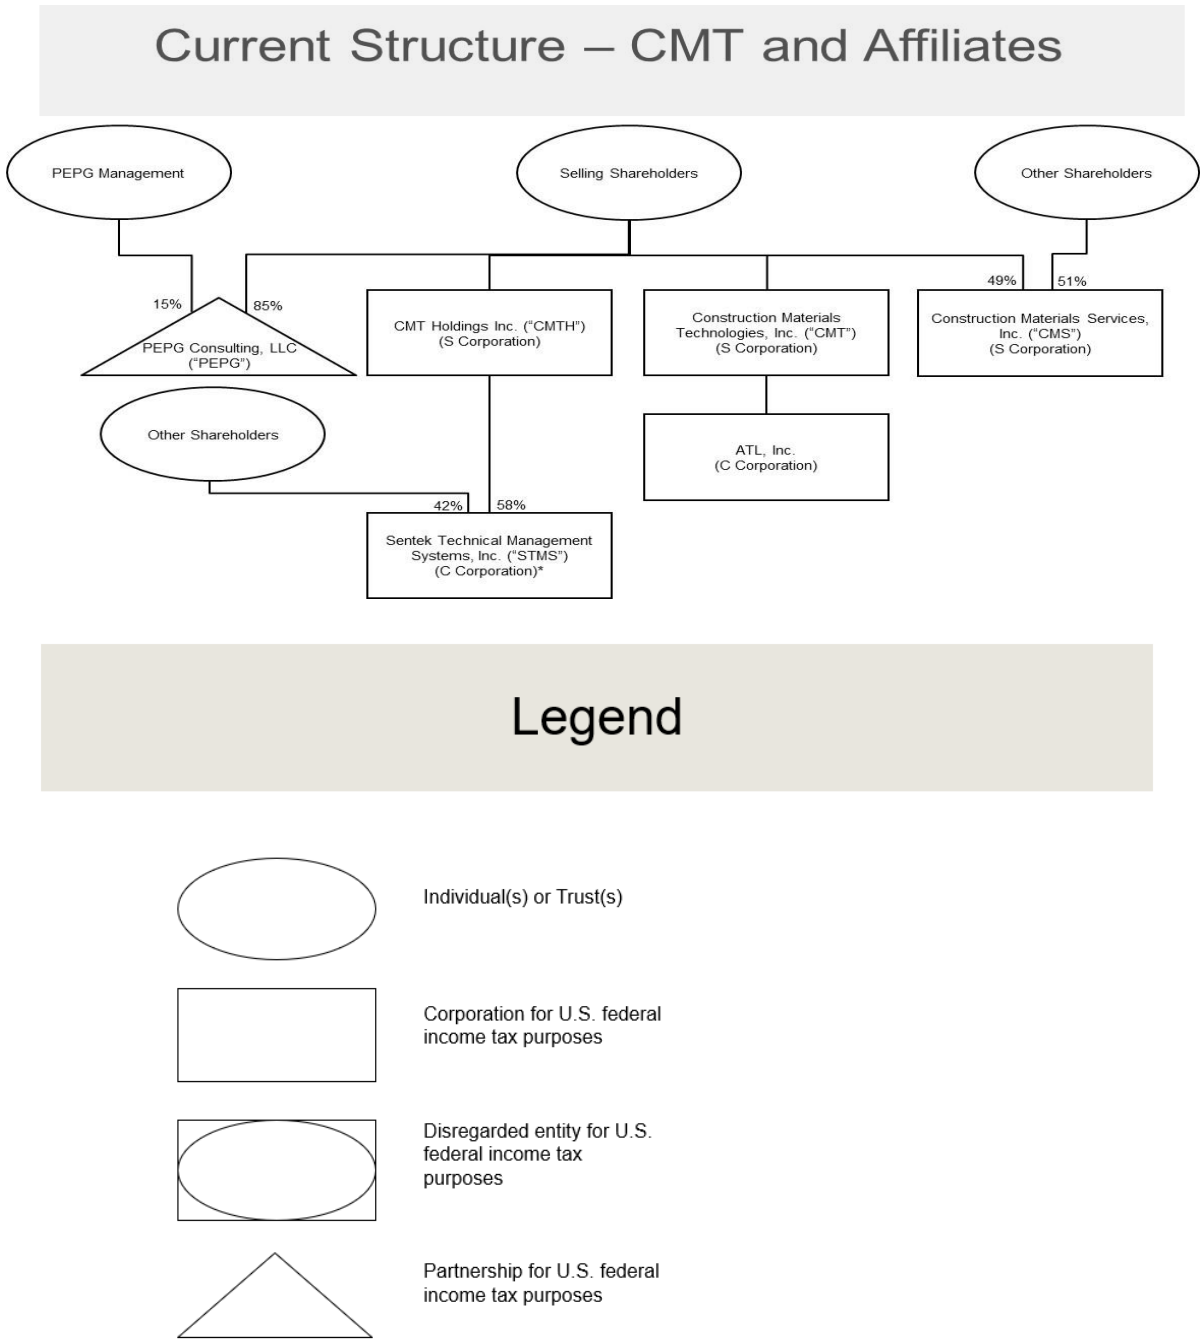 Current Structure – CMT and Affiliates
PEPG Management
Selling Shareholders
Other Shareholders
15%
85%
49%
51%
PEPG Consulting, LLC
(“PEPG”)
CMT Holdings Inc. (“CMTH”)
(S Corporation)
Construction Materials
Technologies, Inc. (“CMT”)
(S Corporation)
Construction Materials Services,
Inc. (“CMS”)
(S Corporation)
Other Shareholders
ATL, Inc.
(C Corporation)
42%
58%
Sentek Technical Management
Systems, Inc. (“STMS”)
(C Corporation)*
Legend
Individual(s) or Trust(s)
Corporation for U.S. federal
income tax purposes
Disregarded entity for U.S.
federal income tax
purposes
Partnership for U.S. federal
income tax purposes